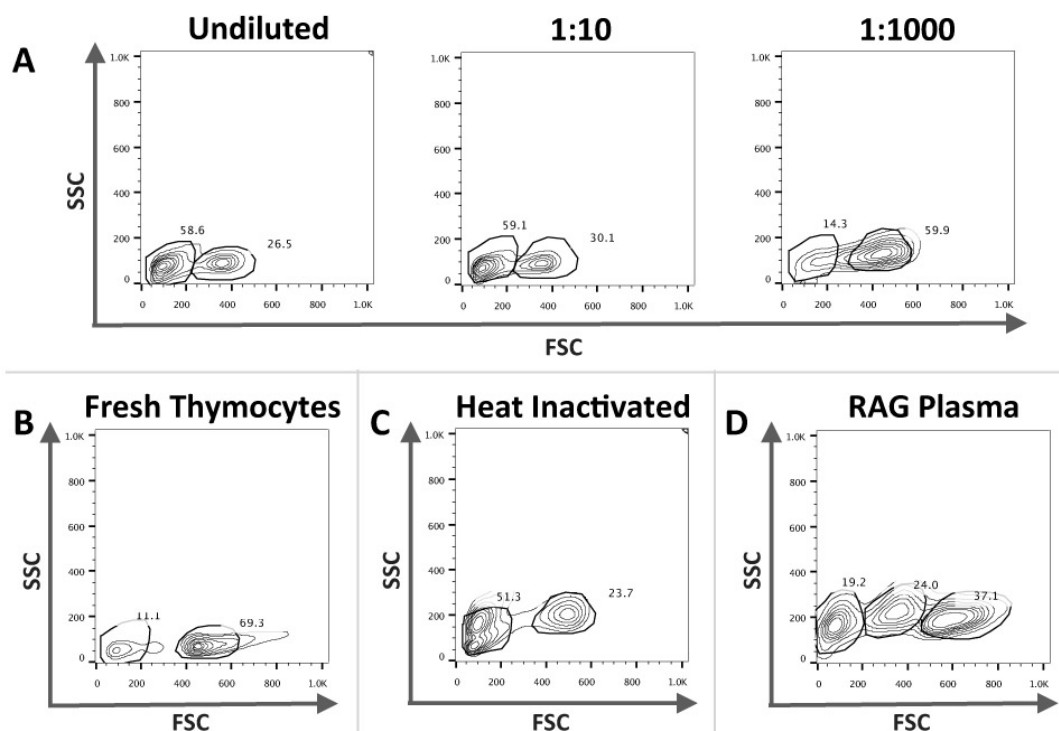 Undiluted 1:10 1:1000
A
1.0K 1.0K 1.0K
800 800 800
600 600 600
400 400 400
200 200 200
0 0 0
58.6 26.5 59.1 30.1 14.3 59.9
0 200 400 600 800 1.0K 0 200 400 600 800 1.0K 0 200 400 600 800 1.0K
SSC
FSC
B Fresh Thymocytes
1.0K
800
600
400
200
0
11.1 69.3
0 200 400 600 800 1.0K
SSC
FSC
C Heat Inactivated
1.0K
800
600
400
200
0
51.3 23.7
0 200 400 600 800 1.0K
SSC
FSC
D RAG Plasma
1.0K
800
600
400
200
0
19.2 24.0 37.1
0 200 400 600 800 1.0K
SSC
FSC